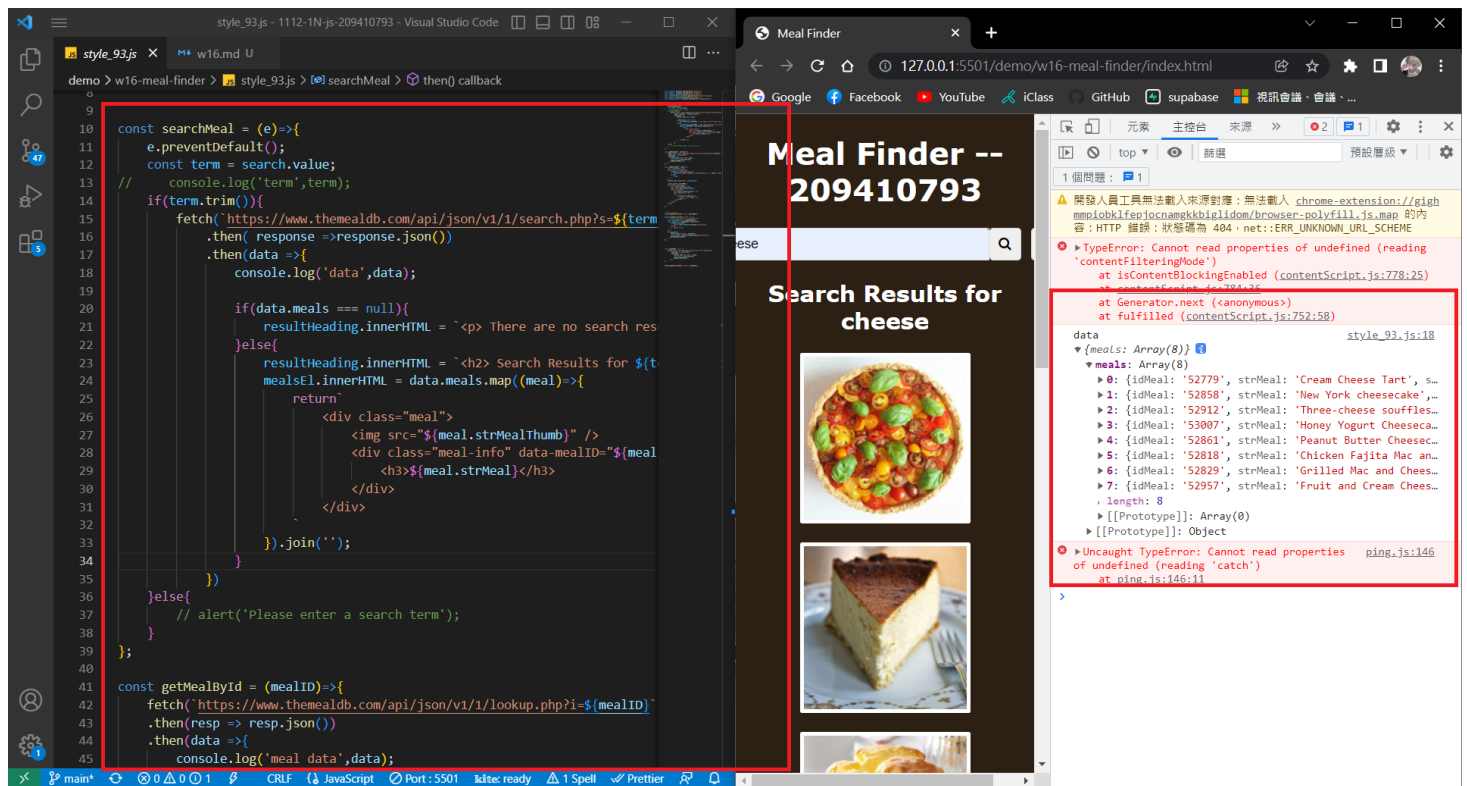 style_93.js - 1112-1N-js-209410793 - Visual Studio Code
style_93.js
w16.md U
demo > w16-meal-finder > style_93.js > searchMeal > then() callback
8
9
10 const searchMeal = (e)=>{
11 e.preventDefault();
12 const term = search.value;
13 // console.log('term',term);
14 if(term.trim()){
15 fetch(`https://www.themealdb.com/api/json/v1/1/search.php?s=${term
16 .then( response =>response.json())
17 .then(data =>{
18 console.log('data',data);
19
20 if(data.meals === null){
21 resultHeading.innerHTML = `<p> There are no search res
22 }else{
23 resultHeading.innerHTML = `<h2> Search Results for ${te
24 mealsEl.innerHTML = data.meals.map((meal)=>{
25 return`
26 <div class="meal">
27 <img src="${meal.strMealThumb}" />
28 <div class="meal-info" data-mealID="${meal
29 <h3>${meal.strMeal}</h3>
30 </div>
31 </div>
32 `
33 }).join('');
34 }
35 })
36 }else{
37 // alert('Please enter a search term');
38 }
39 };
40
41 const getMealById = (mealID)=>{
42 fetch(`https://www.themealdb.com/api/json/v1/1/lookup.php?i=${mealID}`
43 .then(resp => resp.json())
44 .then(data =>{
45 console.log('meal data',data);
47
5
1
main* 0 0 1 CRLF JavaScript Port : 5501 kite: ready 1 Spell Prettier
Meal Finder
127.0.0.1:5501/demo/w16-meal-finder/index.html
Google Facebook YouTube iClass GitHub supabase 視訊會議、會議、...
Meal Finder --
209410793
eese
Search Results for
cheese
元素 主控台 來源 2 1
top 篩選 預設層級
1 個問題： 1
開發人員工具無法載入來源對應：無法載入 chrome-extension://gigh
mmpiobklfepjocnamgkkbiglidom/browser-polyfill.js.map 的內
容：HTTP 錯誤：狀態碼為 404，net::ERR_UNKNOWN_URL_SCHEME
TypeError: Cannot read properties of undefined (reading
'contentFilteringMode')
at isContentBlockingEnabled (contentScript.js:778:25)
at contentScript.js:784:36
at Generator.next (<anonymous>)
at fulfilled (contentScript.js:752:58)
data style_93.js:18
{meals: Array(8)}
meals: Array(8)
0: {idMeal: '52779', strMeal: 'Cream Cheese Tart', s…
1: {idMeal: '52858', strMeal: 'New York cheesecake',…
2: {idMeal: '52912', strMeal: 'Three-cheese souffles…
3: {idMeal: '53007', strMeal: 'Honey Yogurt Cheeseca…
4: {idMeal: '52861', strMeal: 'Peanut Butter Cheesec…
5: {idMeal: '52818', strMeal: 'Chicken Fajita Mac an…
6: {idMeal: '52829', strMeal: 'Grilled Mac and Chees…
7: {idMeal: '52957', strMeal: 'Fruit and Cream Chees…
length: 8
[[Prototype]]: Array(0)
[[Prototype]]: Object
Uncaught TypeError: Cannot read properties ping.js:146
of undefined (reading 'catch')
at ping.js:146:11